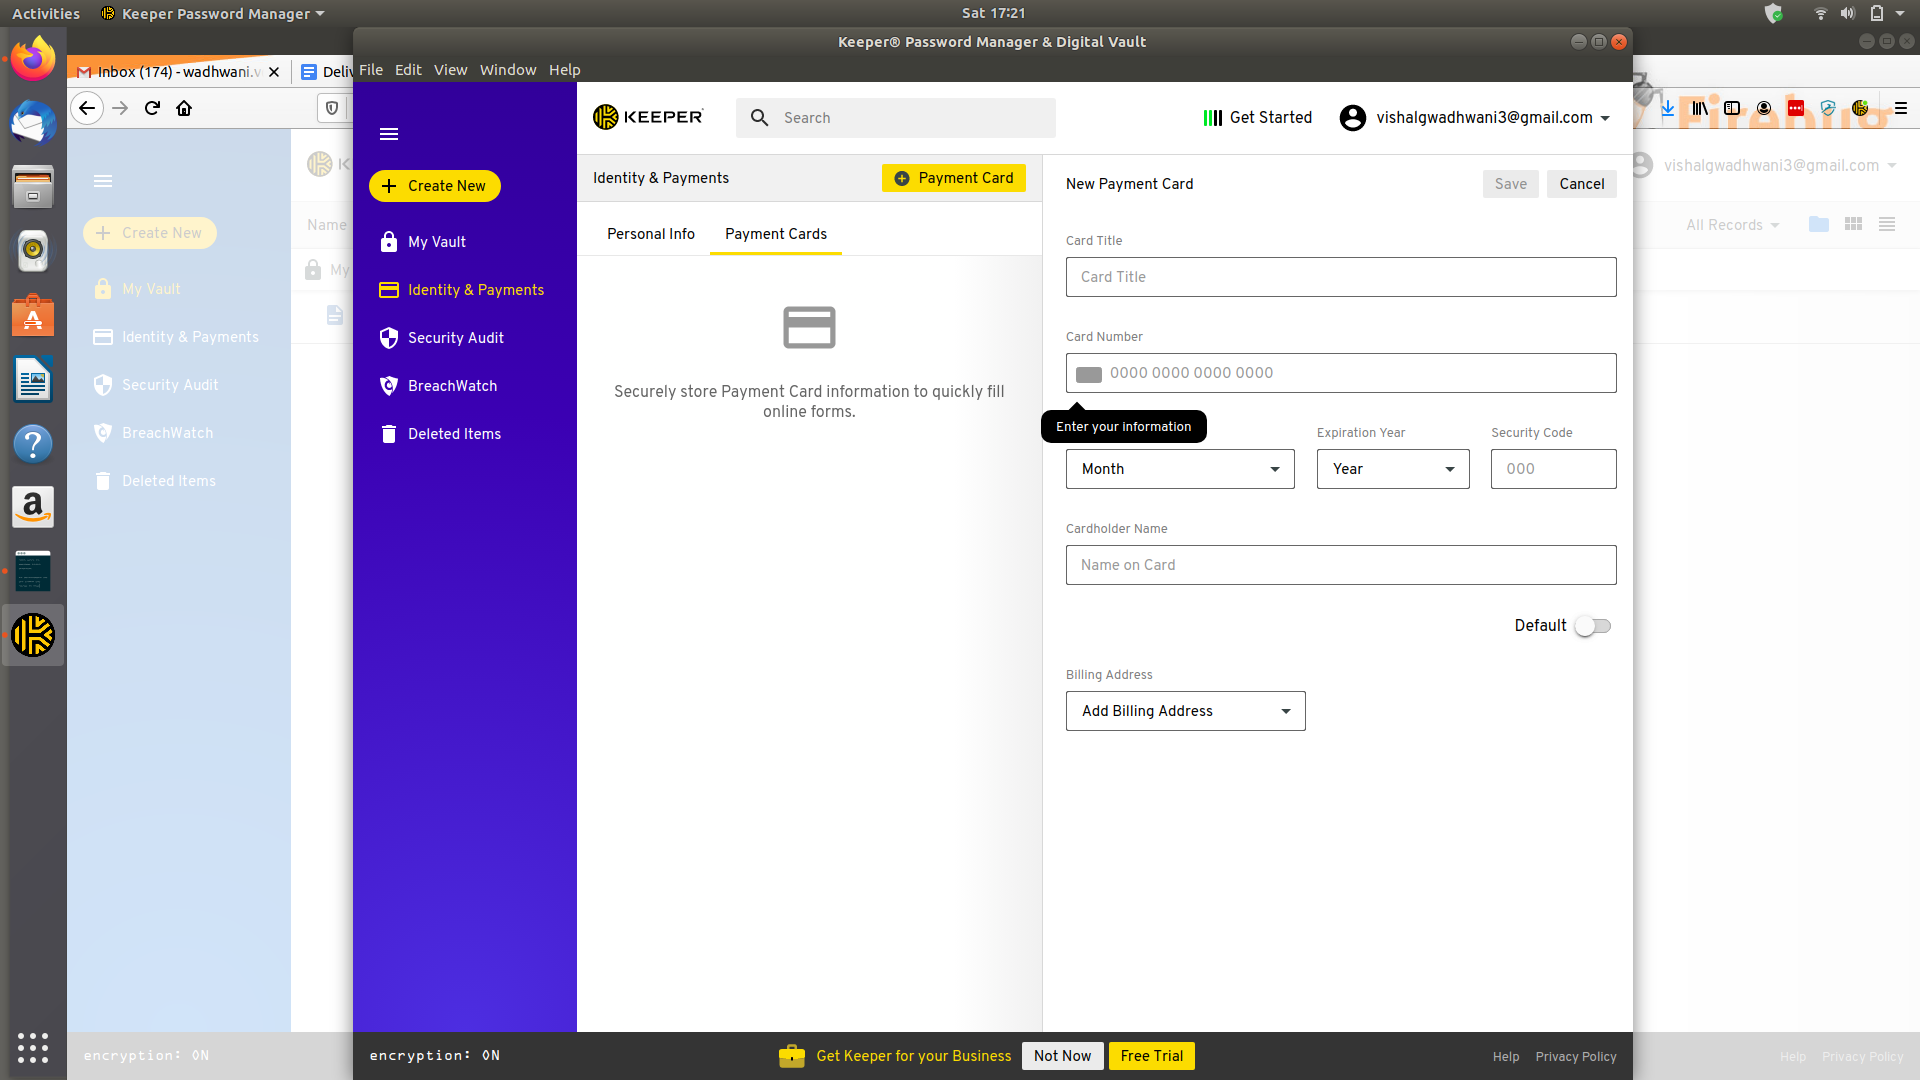 Activities
Keeper Password Manager
Sat 17:21
Keeper® Password Manager & Digital Vault
File Edit View Window Help
Inbox (174) - wadhwani.v
Deliv
KEEPER
Search
Get Started
vishalgwadhwani3@gmail.com
Create New
My Vault
Identity & Payments
Security Audit
BreachWatch
Deleted Items
Identity & Payments
Payment Card
Personal Info
Payment Cards
Securely store Payment Card information to quickly fill
online forms.
New Payment Card
Save
Cancel
Card Title
Card Title
Card Number
0000 0000 0000 0000
Enter your information
Expiration Year
Security Code
Month
Year
000
Cardholder Name
Name on Card
Default
Billing Address
Add Billing Address
encryption: ON
Get Keeper for your Business
Not Now
Free Trial
Help
Privacy Policy
K
Create New
Name
My
My Vault
Identity & Payments
Security Audit
BreachWatch
Deleted Items
encryption: ON
Firebug
vishalgwadhwani3@gmail.com
All Records
Help
Privacy Policy